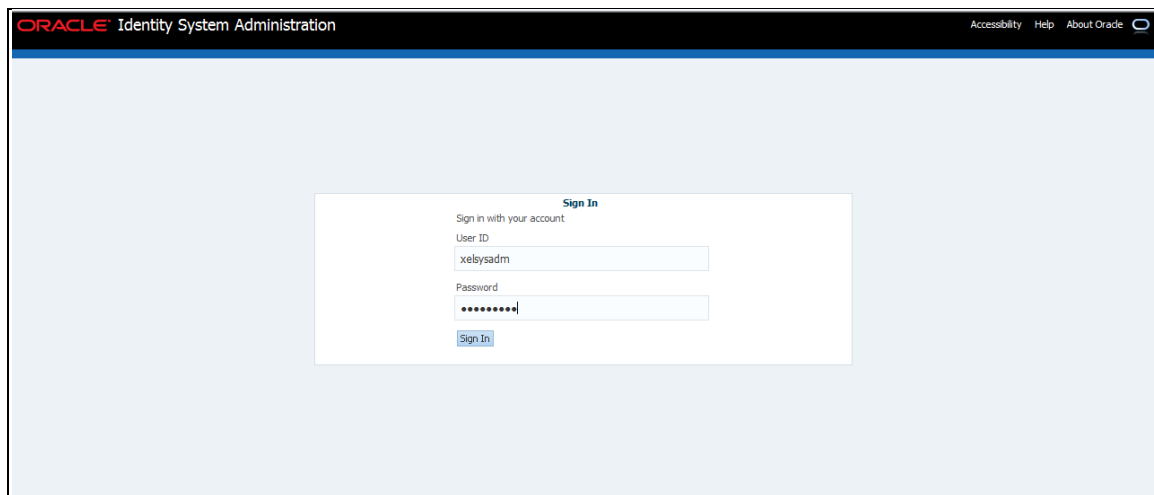 ORACLE Identity System Administration
Accessibility Help About Oracle
Sign In
Sign in with your account
User ID
xelsysadm
Password
•••••••••
Sign In